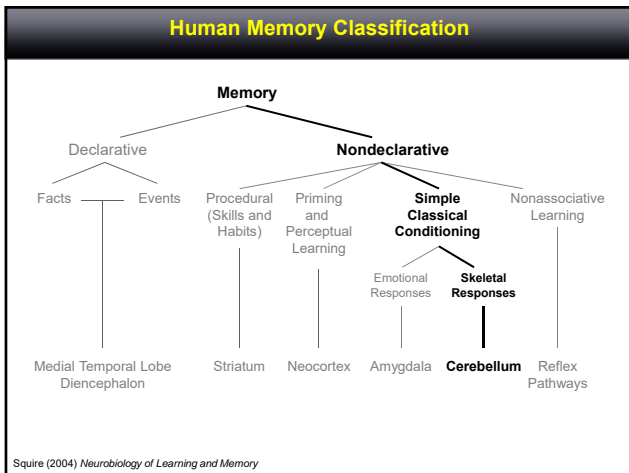 Human Memory Classification
Memory
Declarative
Nondeclarative
Facts
Events
Procedural
(Skills and
Habits)
Priming
and
Perceptual
Learning
Simple
Classical
Conditioning
Nonassociative
Learning
Emotional
Responses
Skeletal
Responses
Medial Temporal Lobe
Diencephalon
Striatum
Neocortex
Amygdala
Cerebellum
Reflex
Pathways
Squire (2004) Neurobiology of Learning and Memory